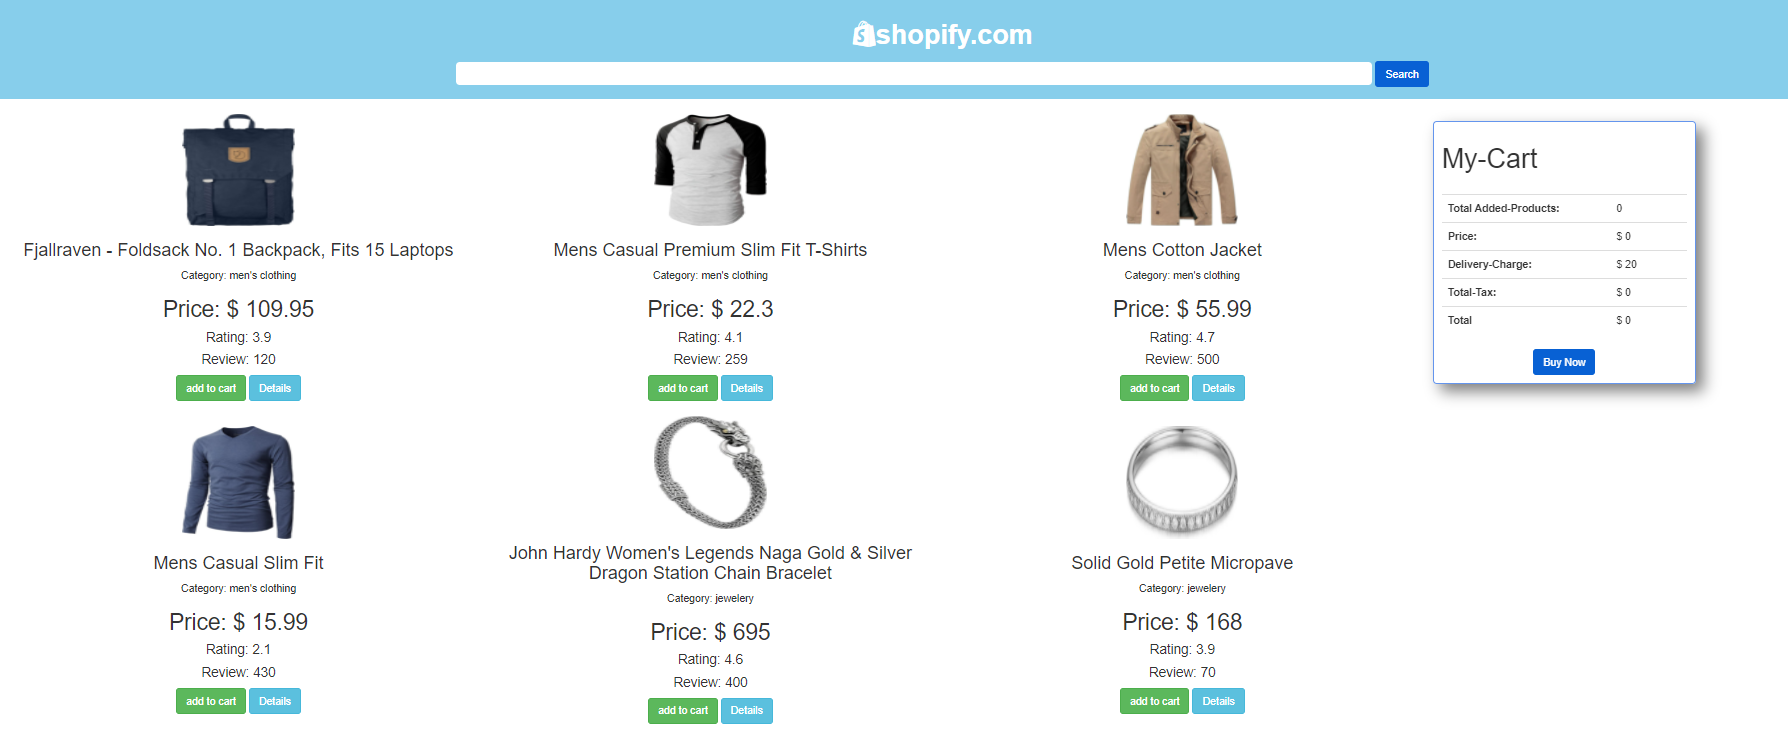 shopify.com
Search
Fjallraven - Foldsack No. 1 Backpack, Fits 15 Laptops
Category: men's clothing
Price: $ 109.95
Rating: 3.9
Review: 120
add to cart Details
Mens Casual Premium Slim Fit T-Shirts
Category: men's clothing
Price: $ 22.3
Rating: 4.1
Review: 259
add to cart Details
Mens Cotton Jacket
Category: men's clothing
Price: $ 55.99
Rating: 4.7
Review: 500
add to cart Details
My-Cart
Total Added-Products: 0
Price: $ 0
Delivery-Charge: $ 20
Total-Tax: $ 0
Total $ 0
Buy Now
Mens Casual Slim Fit
Category: men's clothing
Price: $ 15.99
Rating: 2.1
Review: 430
add to cart Details
John Hardy Women's Legends Naga Gold & Silver
Dragon Station Chain Bracelet
Category: jewelery
Price: $ 695
Rating: 4.6
Review: 400
add to cart Details
Solid Gold Petite Micropave
Category: jewelery
Price: $ 168
Rating: 3.9
Review: 70
add to cart Details